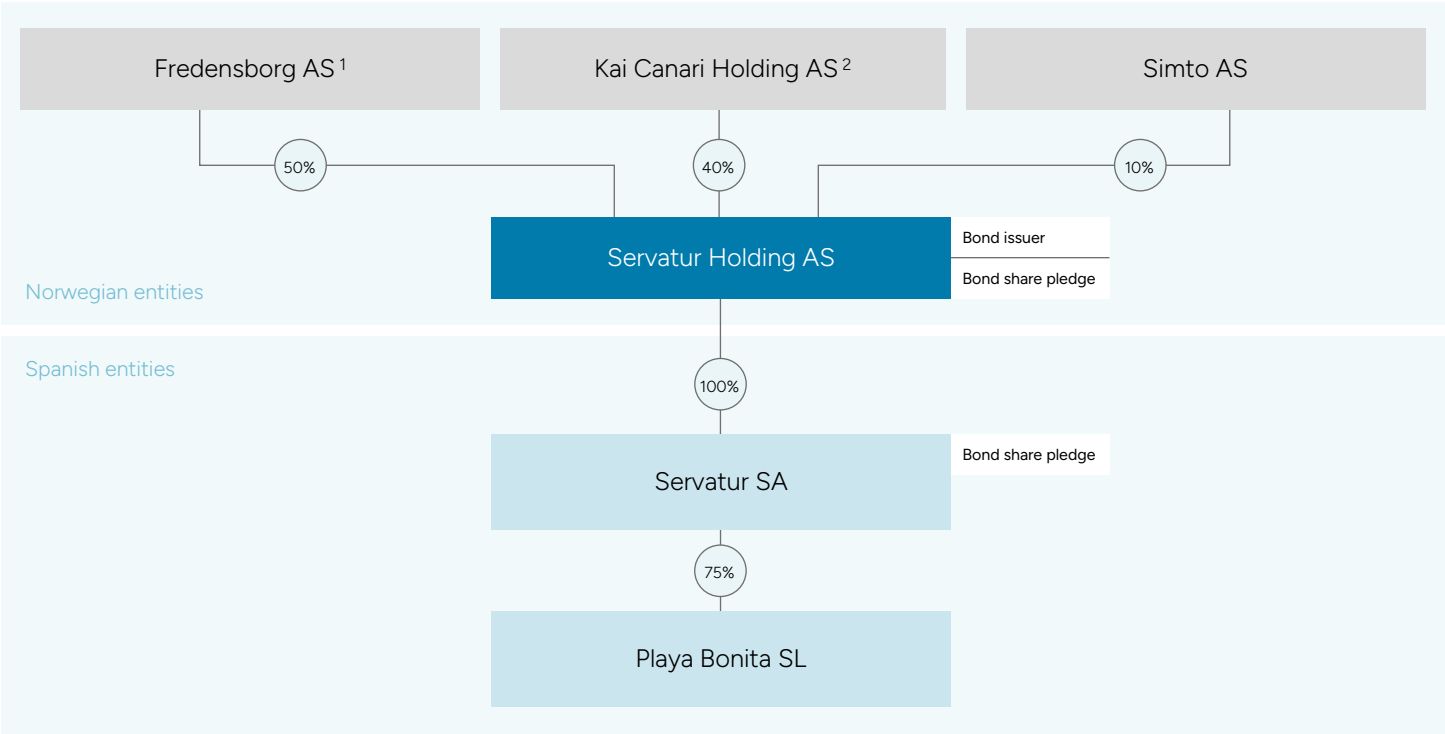 Fredensborg AS 1
Kai Canari Holding AS 2
Simto AS
50%
40%
10%
Servatur Holding AS
Bond issuer
Bond share pledge
Norwegian entities
Spanish entities
100%
Servatur SA
Bond share pledge
75%
Playa Bonita SL